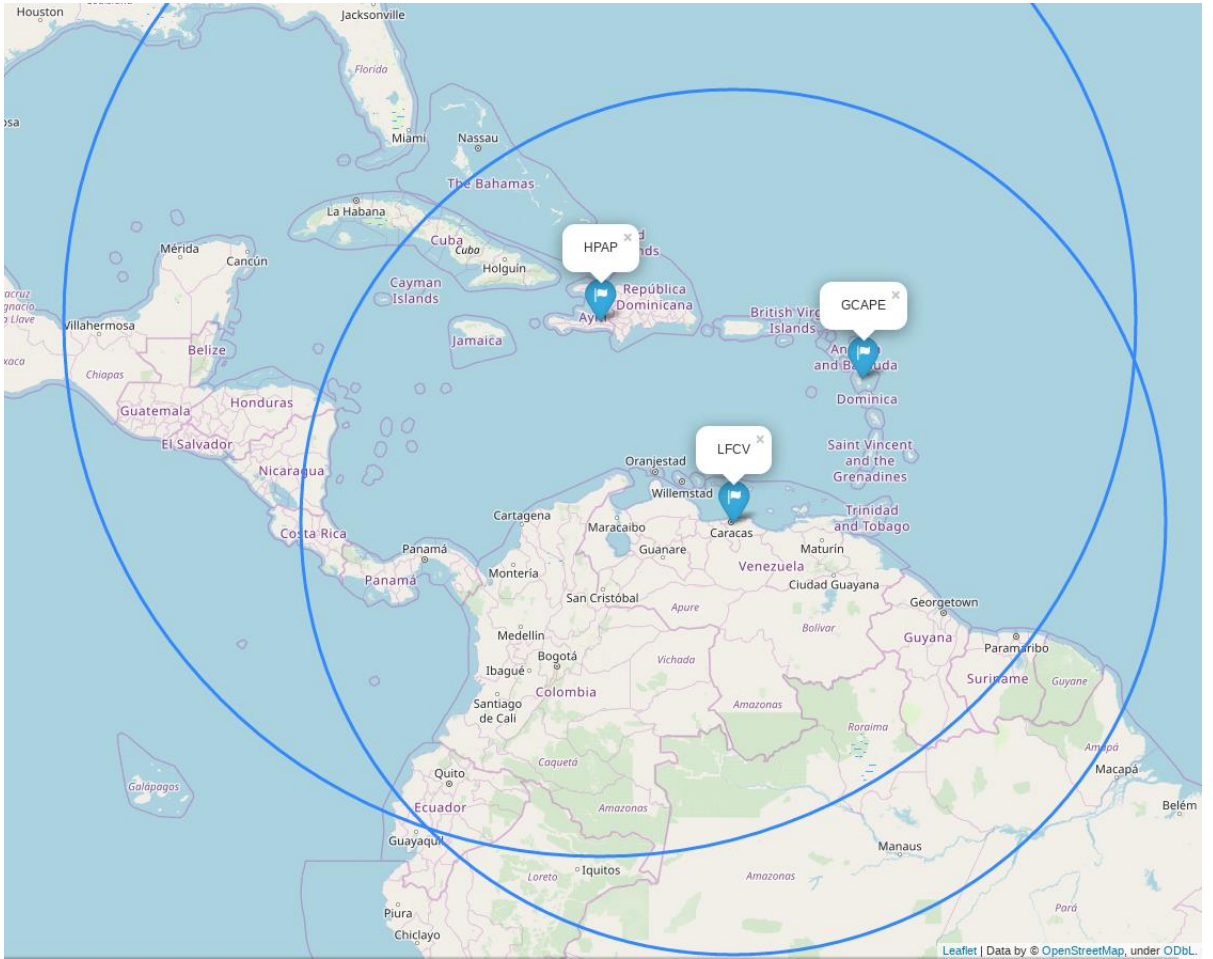 Houston
Jacksonville
Florida
Miami
Nassau
The Bahamas
La Habana
Cuba
Cuba
Holguín
HPAP
×
Mérida
Cancún
Cayman
Islands
República
Dominicana
GCAPE
×
Villahermosa
Belize
Chiapas
Jamaica
British
Islands
Dominica
Guatemala
Honduras
El Salvador
Nicaragua
LFCV
×
Saint Vincent
and the
Grenadines
Oranjestad
Willemstad
Trinidad
and Tobago
Costa Rica
Cartagena
Maracaibo
Caracas
Panamá
Guanare
Maturín
Venezuela
Panamá
Montería
Ciudad Guayana
San Cristóbal
Apure
Georgetown
Bolívar
Medellín
Guyana
Paramaribo
Bogotá
Vichada
Ibagué
Suriname
Guyane
Colombia
Santiago
de Cali
Amazonas
Roraima
Caquetá
Amapá
Quito
Macapá
Galápagos
Ecuador
Amazonas
Belém
Guayaquil
Manaus
Iquitos
Loreto
Amazonas
Pará
Piura
Chiclayo
Leaflet | Data by © OpenStreetMap, under ODbL.